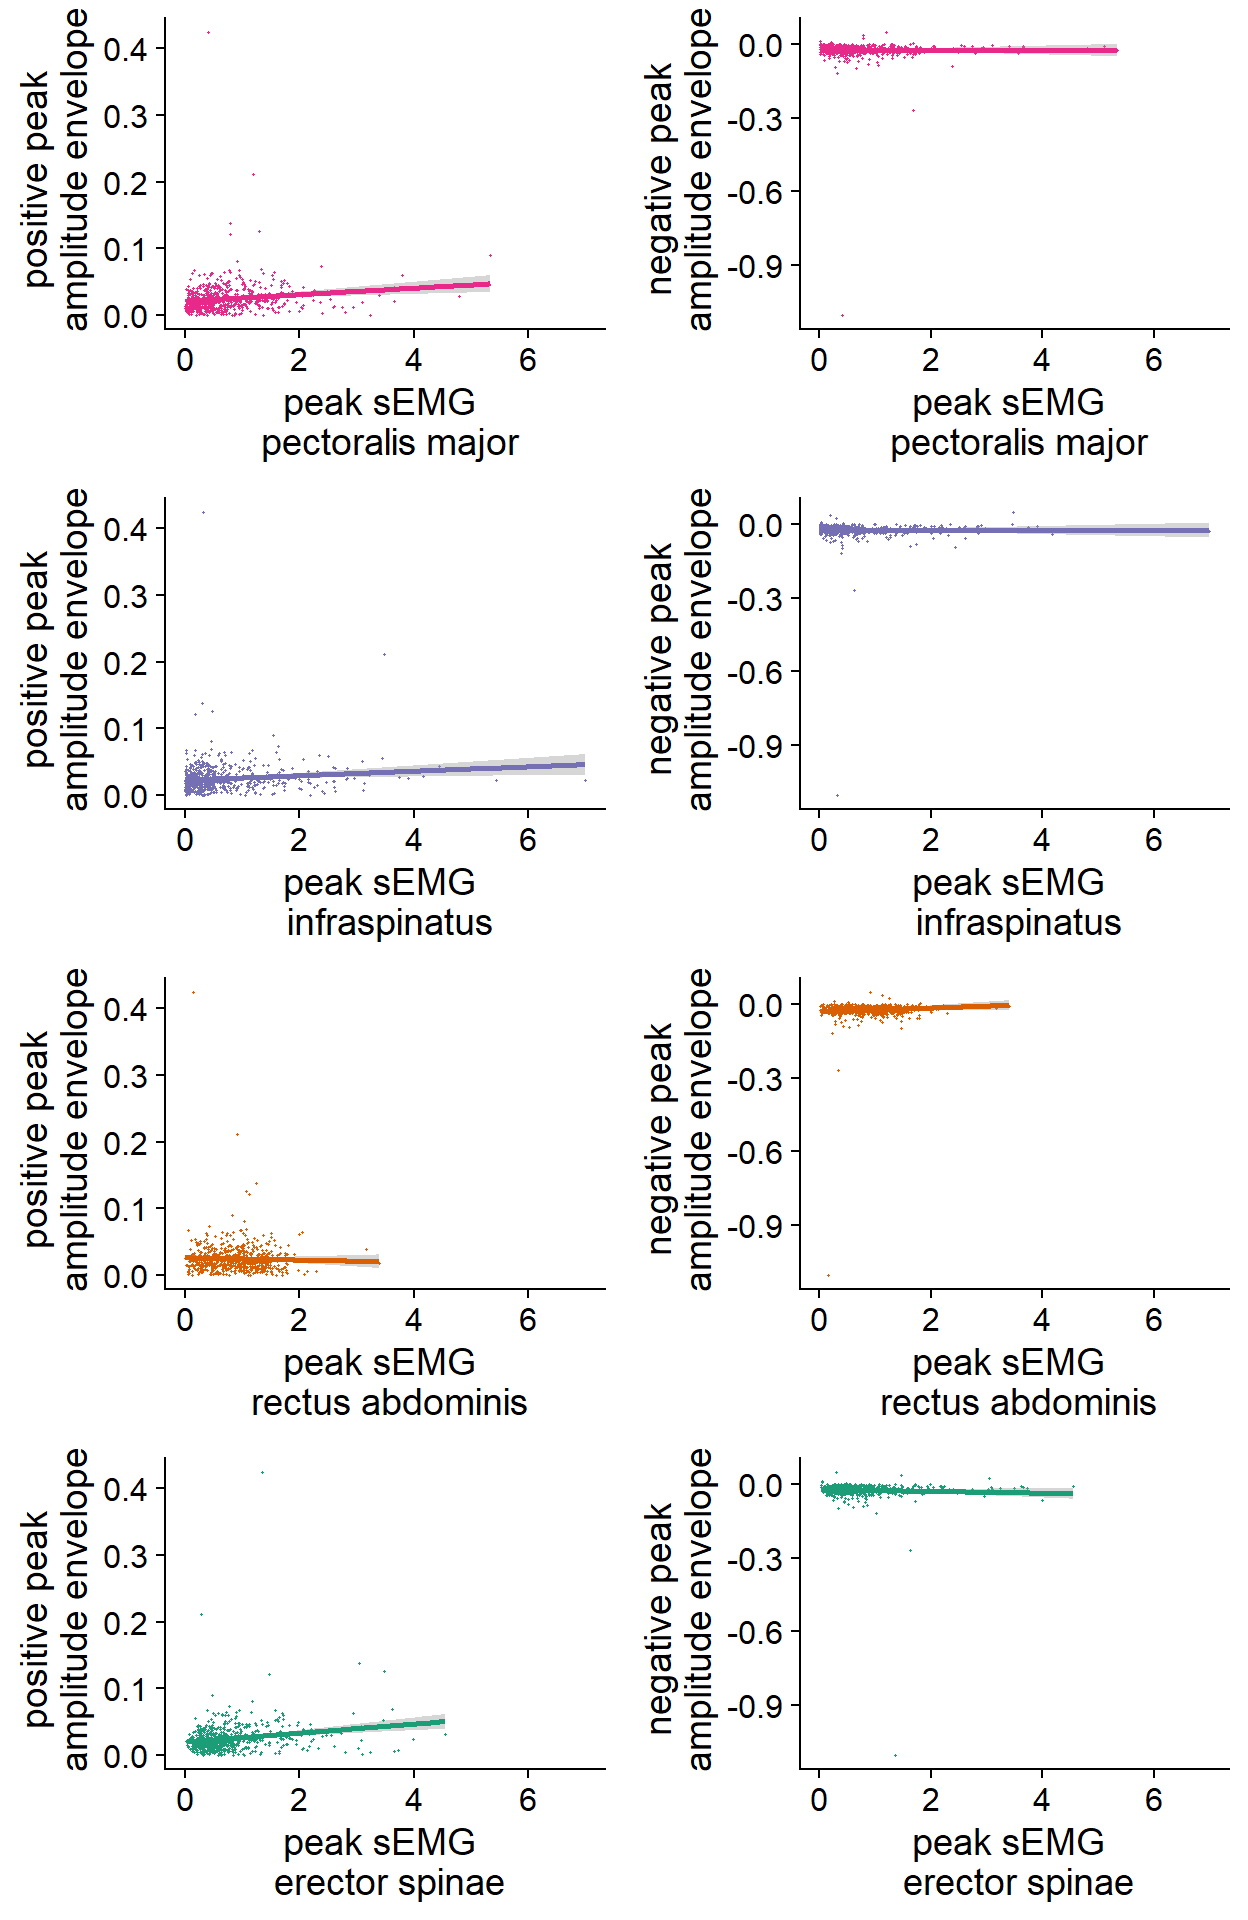 positive peak
amplitude envelope
0.4
0.3
0.2
0.1
0.0
0 2 4 6
peak sEMG
pectoralis major
negative peak
amplitude envelope
0.0
-0.3
-0.6
-0.9
0 2 4 6
peak sEMG
pectoralis major
positive peak
amplitude envelope
0.4
0.3
0.2
0.1
0.0
0 2 4 6
peak sEMG
infraspinatus
negative peak
amplitude envelope
0.0
-0.3
-0.6
-0.9
0 2 4 6
peak sEMG
infraspinatus
positive peak
amplitude envelope
0.4
0.3
0.2
0.1
0.0
0 2 4 6
peak sEMG
rectus abdominis
negative peak
amplitude envelope
0.0
-0.3
-0.6
-0.9
0 2 4 6
peak sEMG
rectus abdominis
positive peak
amplitude envelope
0.4
0.3
0.2
0.1
0.0
0 2 4 6
peak sEMG
erector spinae
negative peak
amplitude envelope
0.0
-0.3
-0.6
-0.9
0 2 4 6
peak sEMG
erector spinae